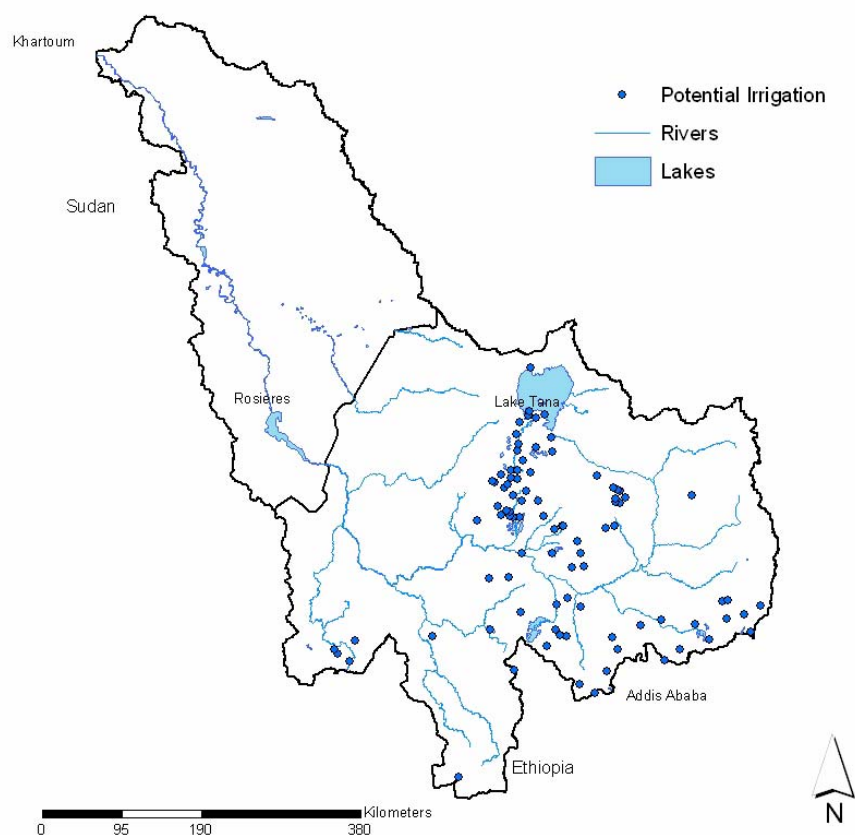 Khartoum
Potential Irrigation
Rivers
Lakes
Sudan
Rosieres
Lake Tana
Addis Ababa
Ethiopia
Kilometers
0 95 190 380
N